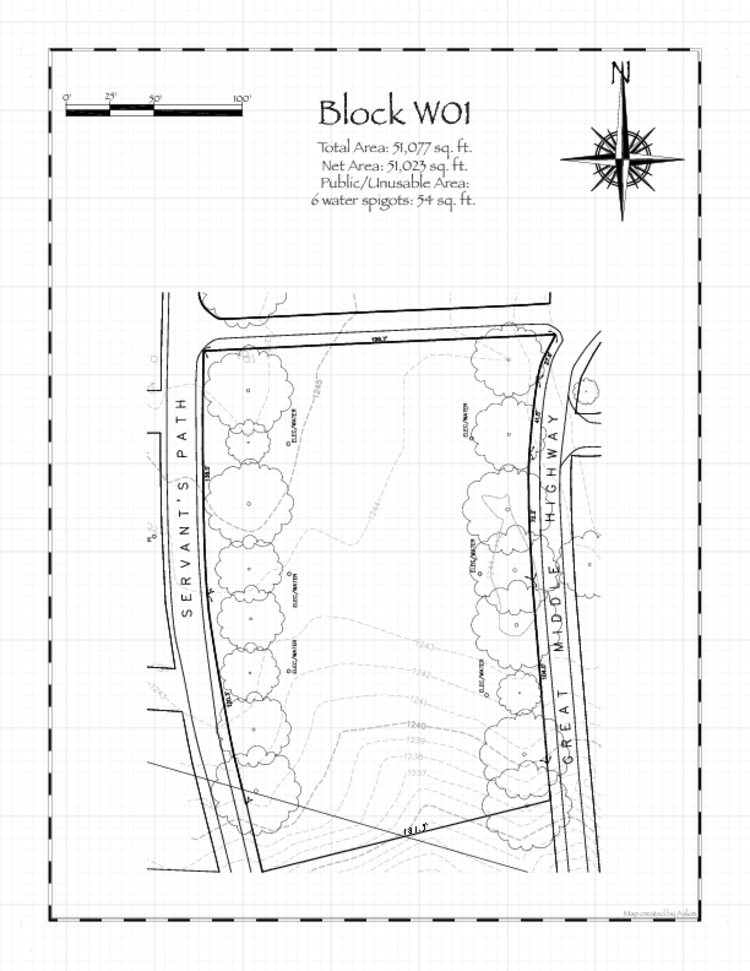 N
0' 25' 50' 100'
Block W01
Total Area: 51,077 sq. ft.
Net Area: 51,023 sq. ft.
Public/Unusable Area:
6 water spigots: 54 sq. ft.
1245
ELEC/WATER
ELEC/WATER
SERVANT'S PATH
HIGHWAY
1244
ELEC/WATER
ELEC/WATER
MIDDLE
1243
ELEC/WATER
ELEC/WATER
1242
1243
1241
GREAT
1240
1239
1238
1237
181.3'
Map created by Aslan